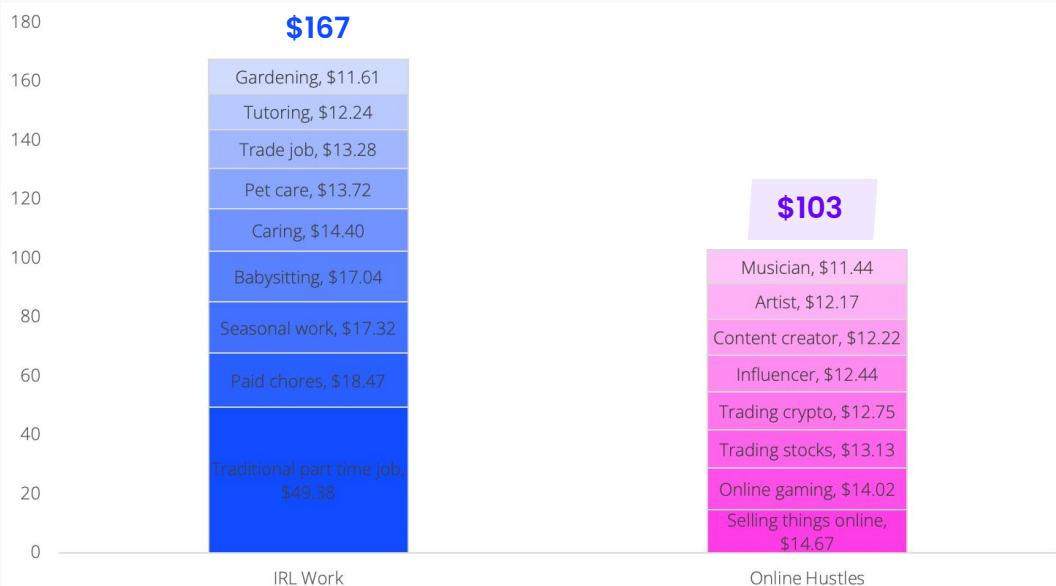 180
160
140
120
100
80
60
40
20
0
$167
Gardening, $11.61
Tutoring, $12.24
Trade job, $13.28
Pet care, $13.72
Caring, $14.40
Babysitting, $17.04
Seasonal work, $17.32
Paid chores, $18.47
Traditional part time job,
$49.38
IRL Work
$103
Musician, $11.44
Artist, $12.17
Content creator, $12.22
Influencer, $12.44
Trading crypto, $12.75
Trading stocks, $13.13
Online gaming, $14.02
Selling things online,
$14.67
Online Hustles